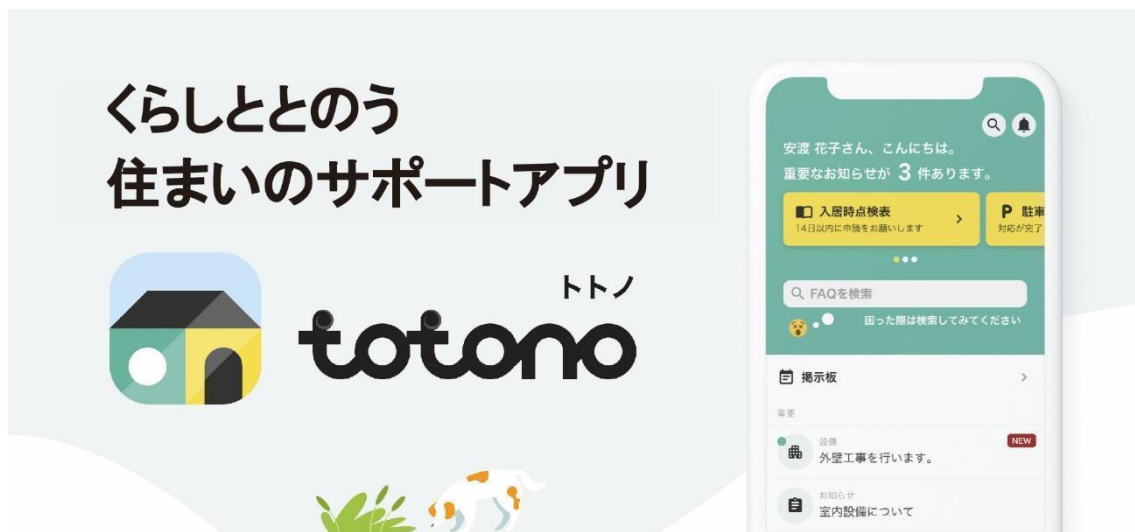 くらしととのう
住まいのサポートアプリ
トトノ
totono
安渡 花子さん、こんにちは。
重要なお知らせが 3 件あります。
入居時点検表
14日以内に申請をお願いします
P 駐車
対応が完了
FAQを検索
困った際は検索してみてください
掲示板
重要
設備
NEW
外壁工事を行います。
お知らせ
室内設備について